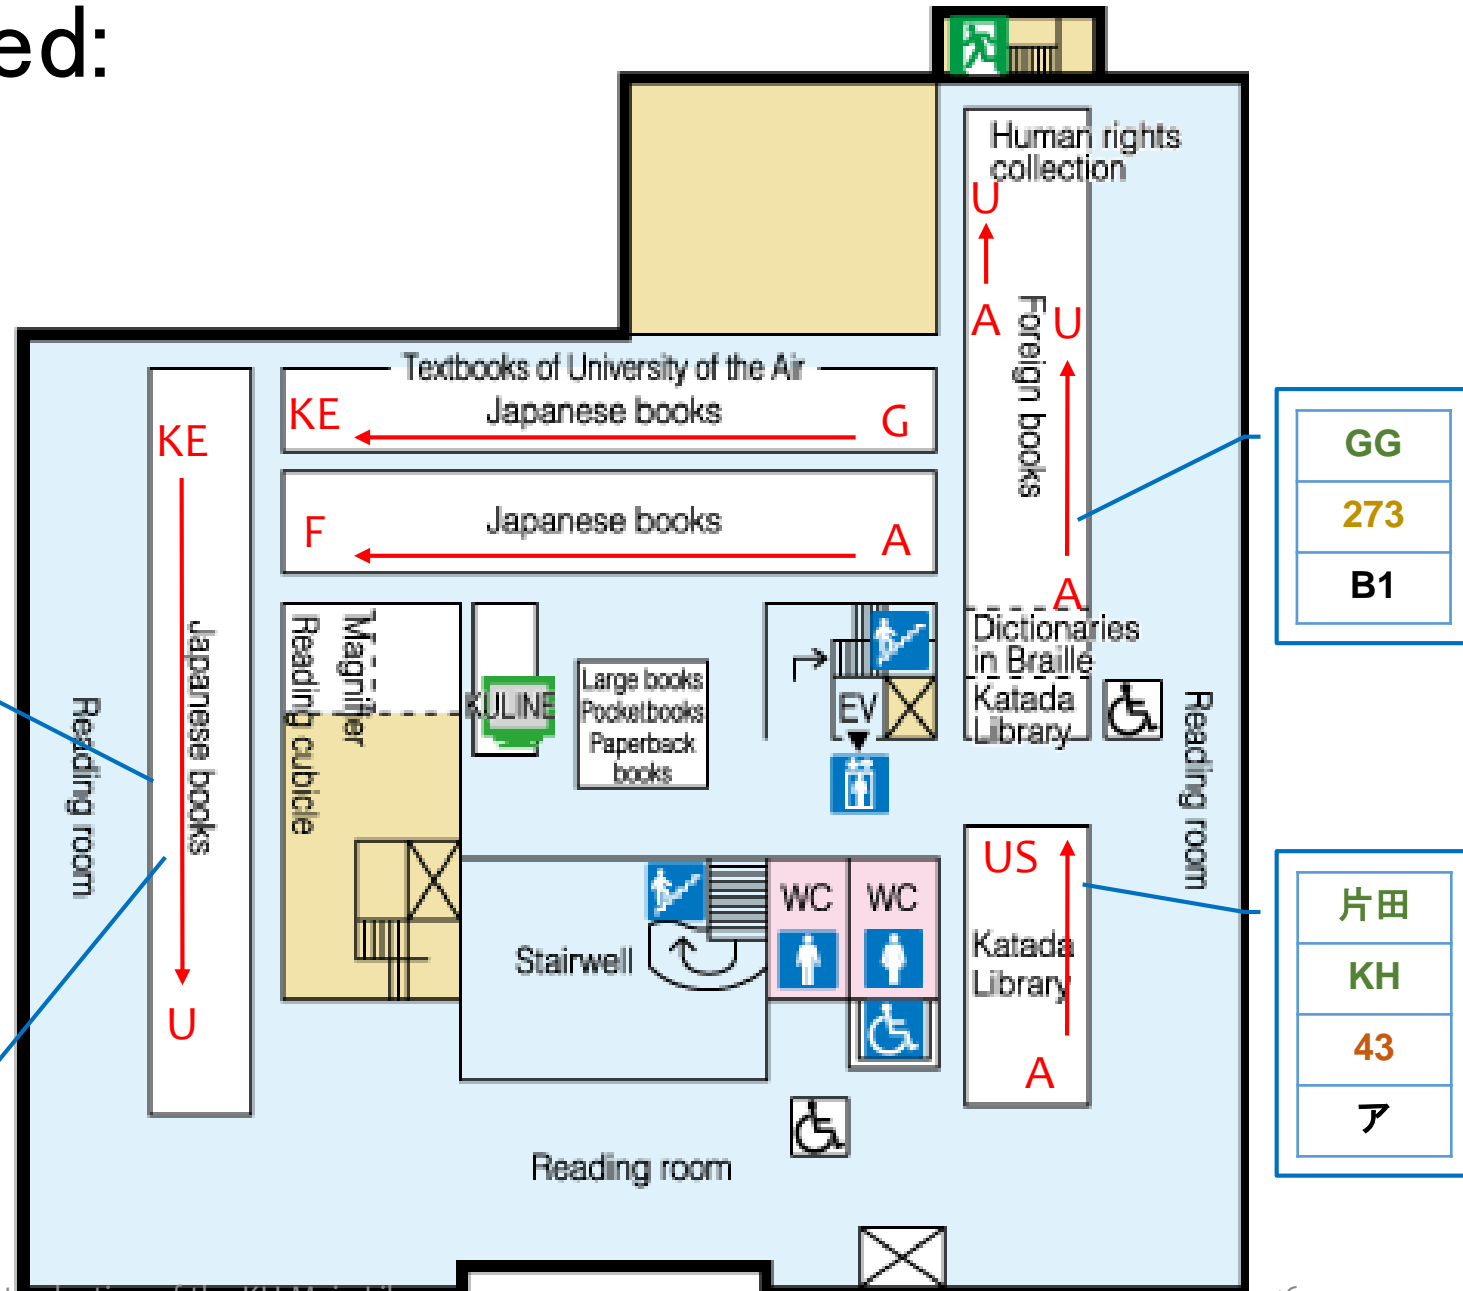 ed:
Human rights
collection
U
A
Foreign books
U
A
Textbooks of University of the Air
KE
Japanese books
G
F
Japanese books
A
KE
Japanese books
U
Reading room
Magnifier
Reading cubicle
KULINE
Large books
Pocketbooks
Paperback
books
EV
Dictionaries
in Braille
Katada
Library
Reading room
GG
273
B1
US
Katada
Library
A
片田
KH
43
ア
WC
WC
Stairwell
Reading room